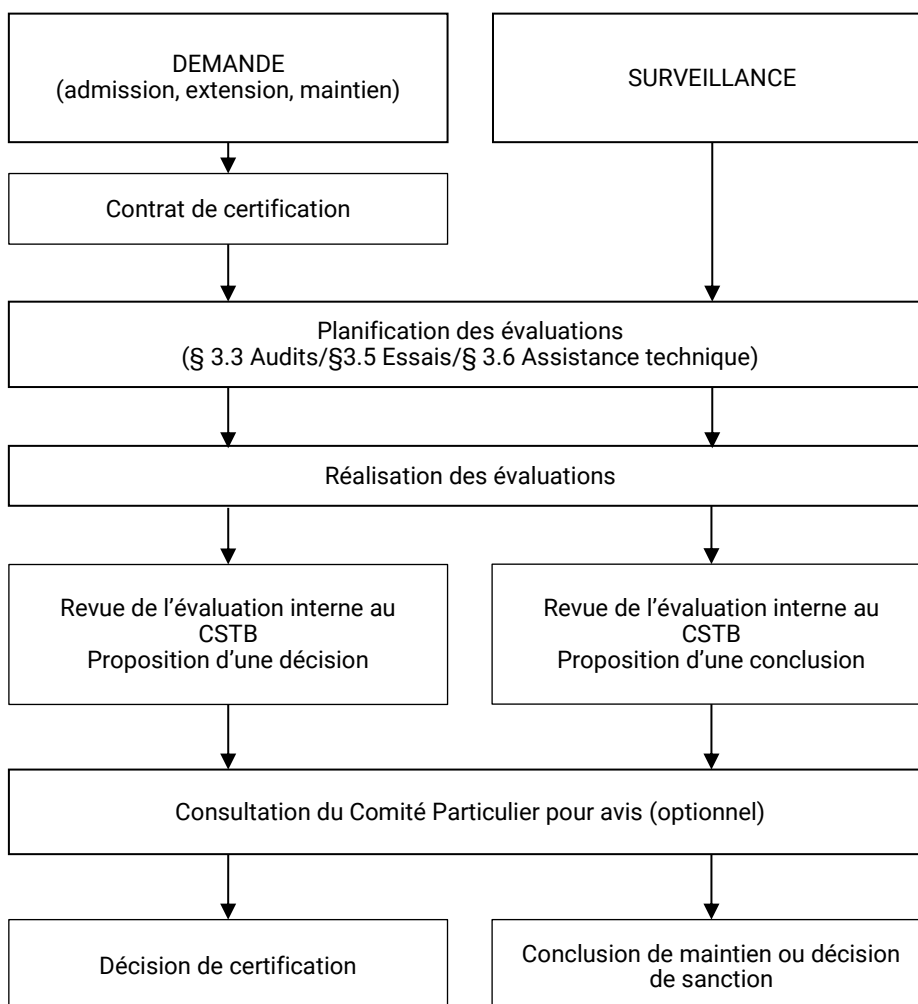 DEMANDE
(admission, extension, maintien)
SURVEILLANCE
Contrat de certification
Planification des évaluations
(§ 3.3 Audits/§3.5 Essais/§ 3.6 Assistance technique)
Réalisation des évaluations
Revue de l’évaluation interne au
CSTB
Proposition d’une décision
Revue de l’évaluation interne au
CSTB
Proposition d’une conclusion
Consultation du Comité Particulier pour avis (optionnel)
Décision de certification
Conclusion de maintien ou décision
de sanction